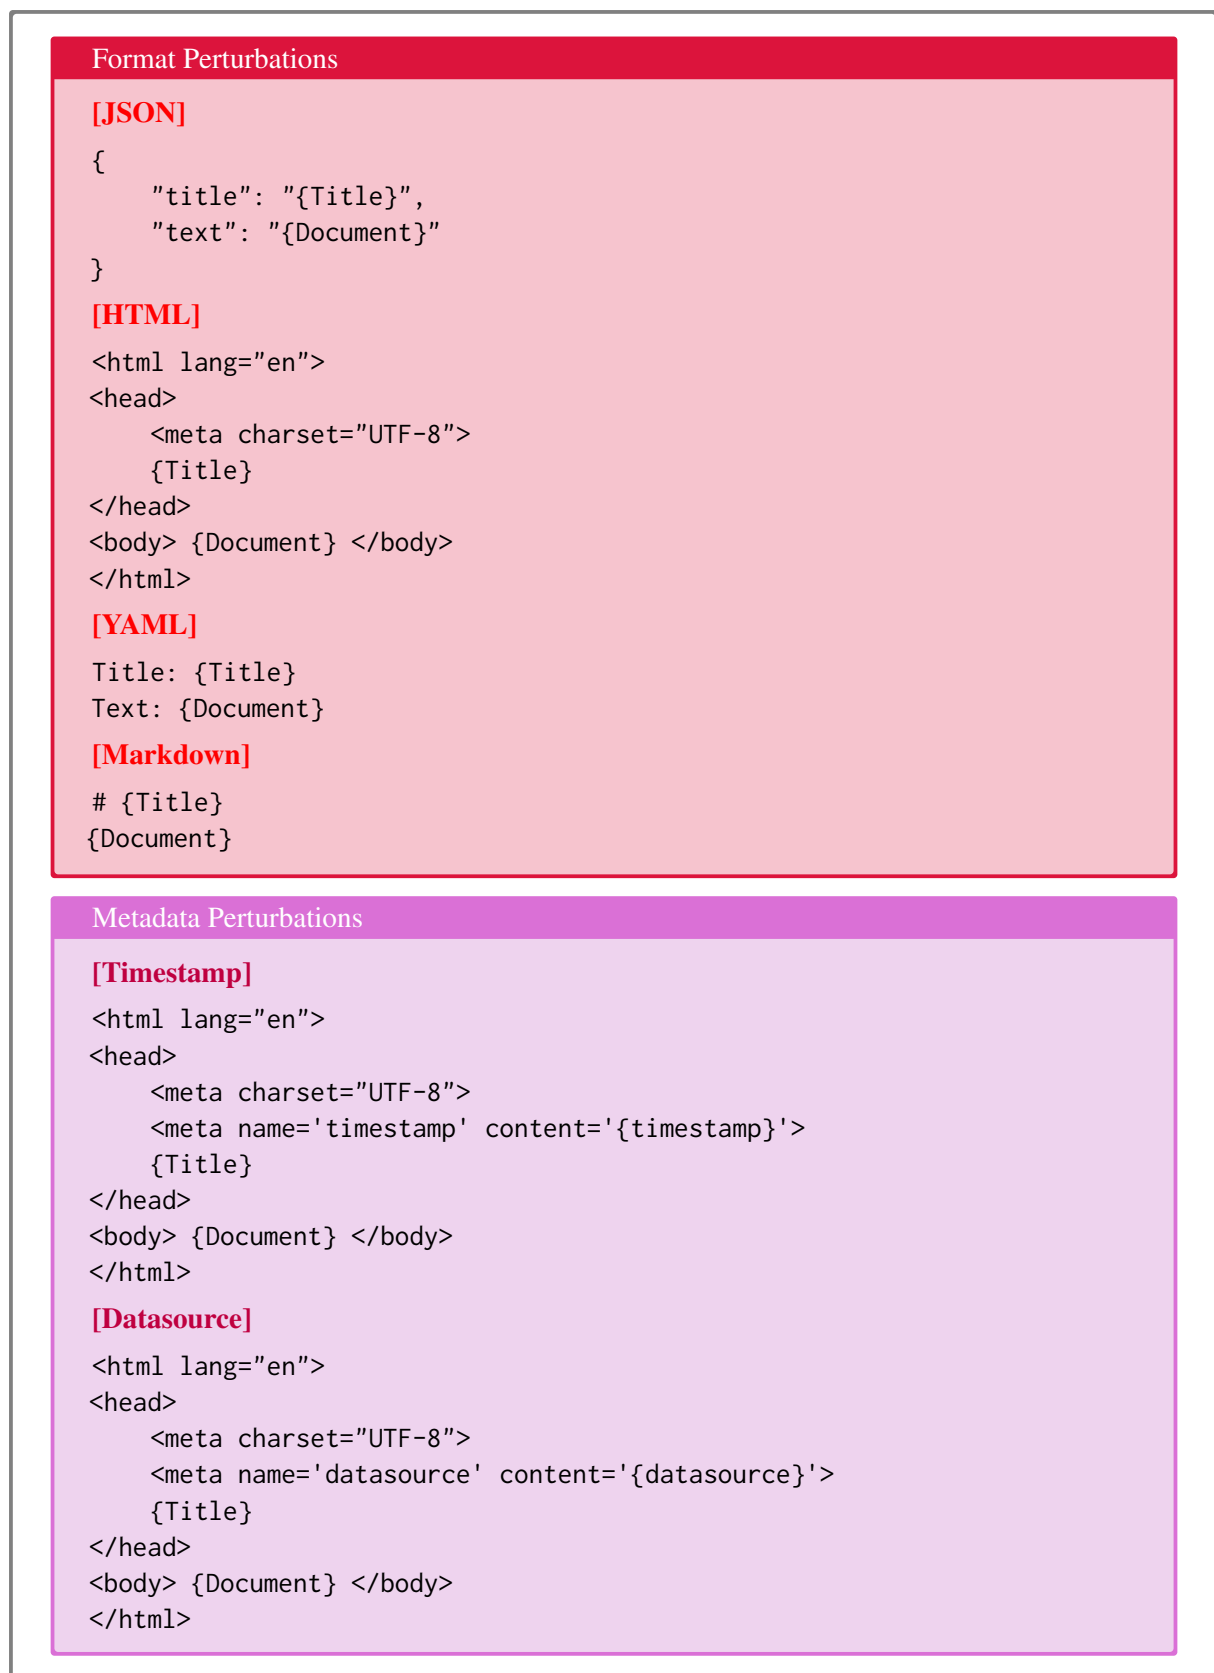 Format Perturbations
[JSON]
{
    "title": "{Title}",
    "text": "{Document}"
}
[HTML]
<html lang="en">
<head>
    <meta charset="UTF-8">
    {Title}
</head>
<body> {Document} </body>
</html>
[YAML]
Title: {Title}
Text: {Document}
[Markdown]
# {Title}
{Document}
Metadata Perturbations
[Timestamp]
<html lang="en">
<head>
    <meta charset="UTF-8">
    <meta name='timestamp' content='{timestamp}'>
    {Title}
</head>
<body> {Document} </body>
</html>
[Datasource]
<html lang="en">
<head>
    <meta charset="UTF-8">
    <meta name='datasource' content='{datasource}'>
    {Title}
</head>
<body> {Document} </body>
</html>